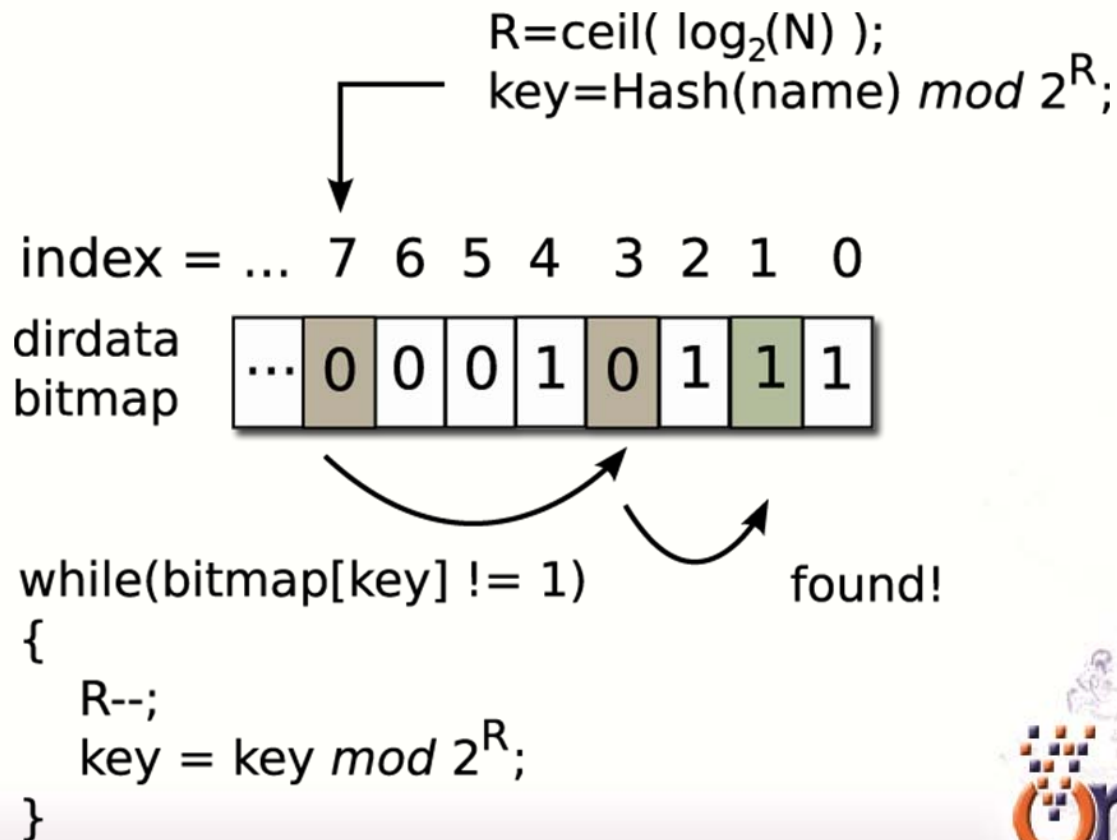 R=ceil( log₂(N) );
key=Hash(name) mod 2ᴿ;
index = ... 7 6 5 4 3 2 1 0
dirdata
bitmap
... 0 0 0 1 0 1 1 1
while(bitmap[key] != 1)
found!
{
R--;
key = key mod 2ᴿ;
}